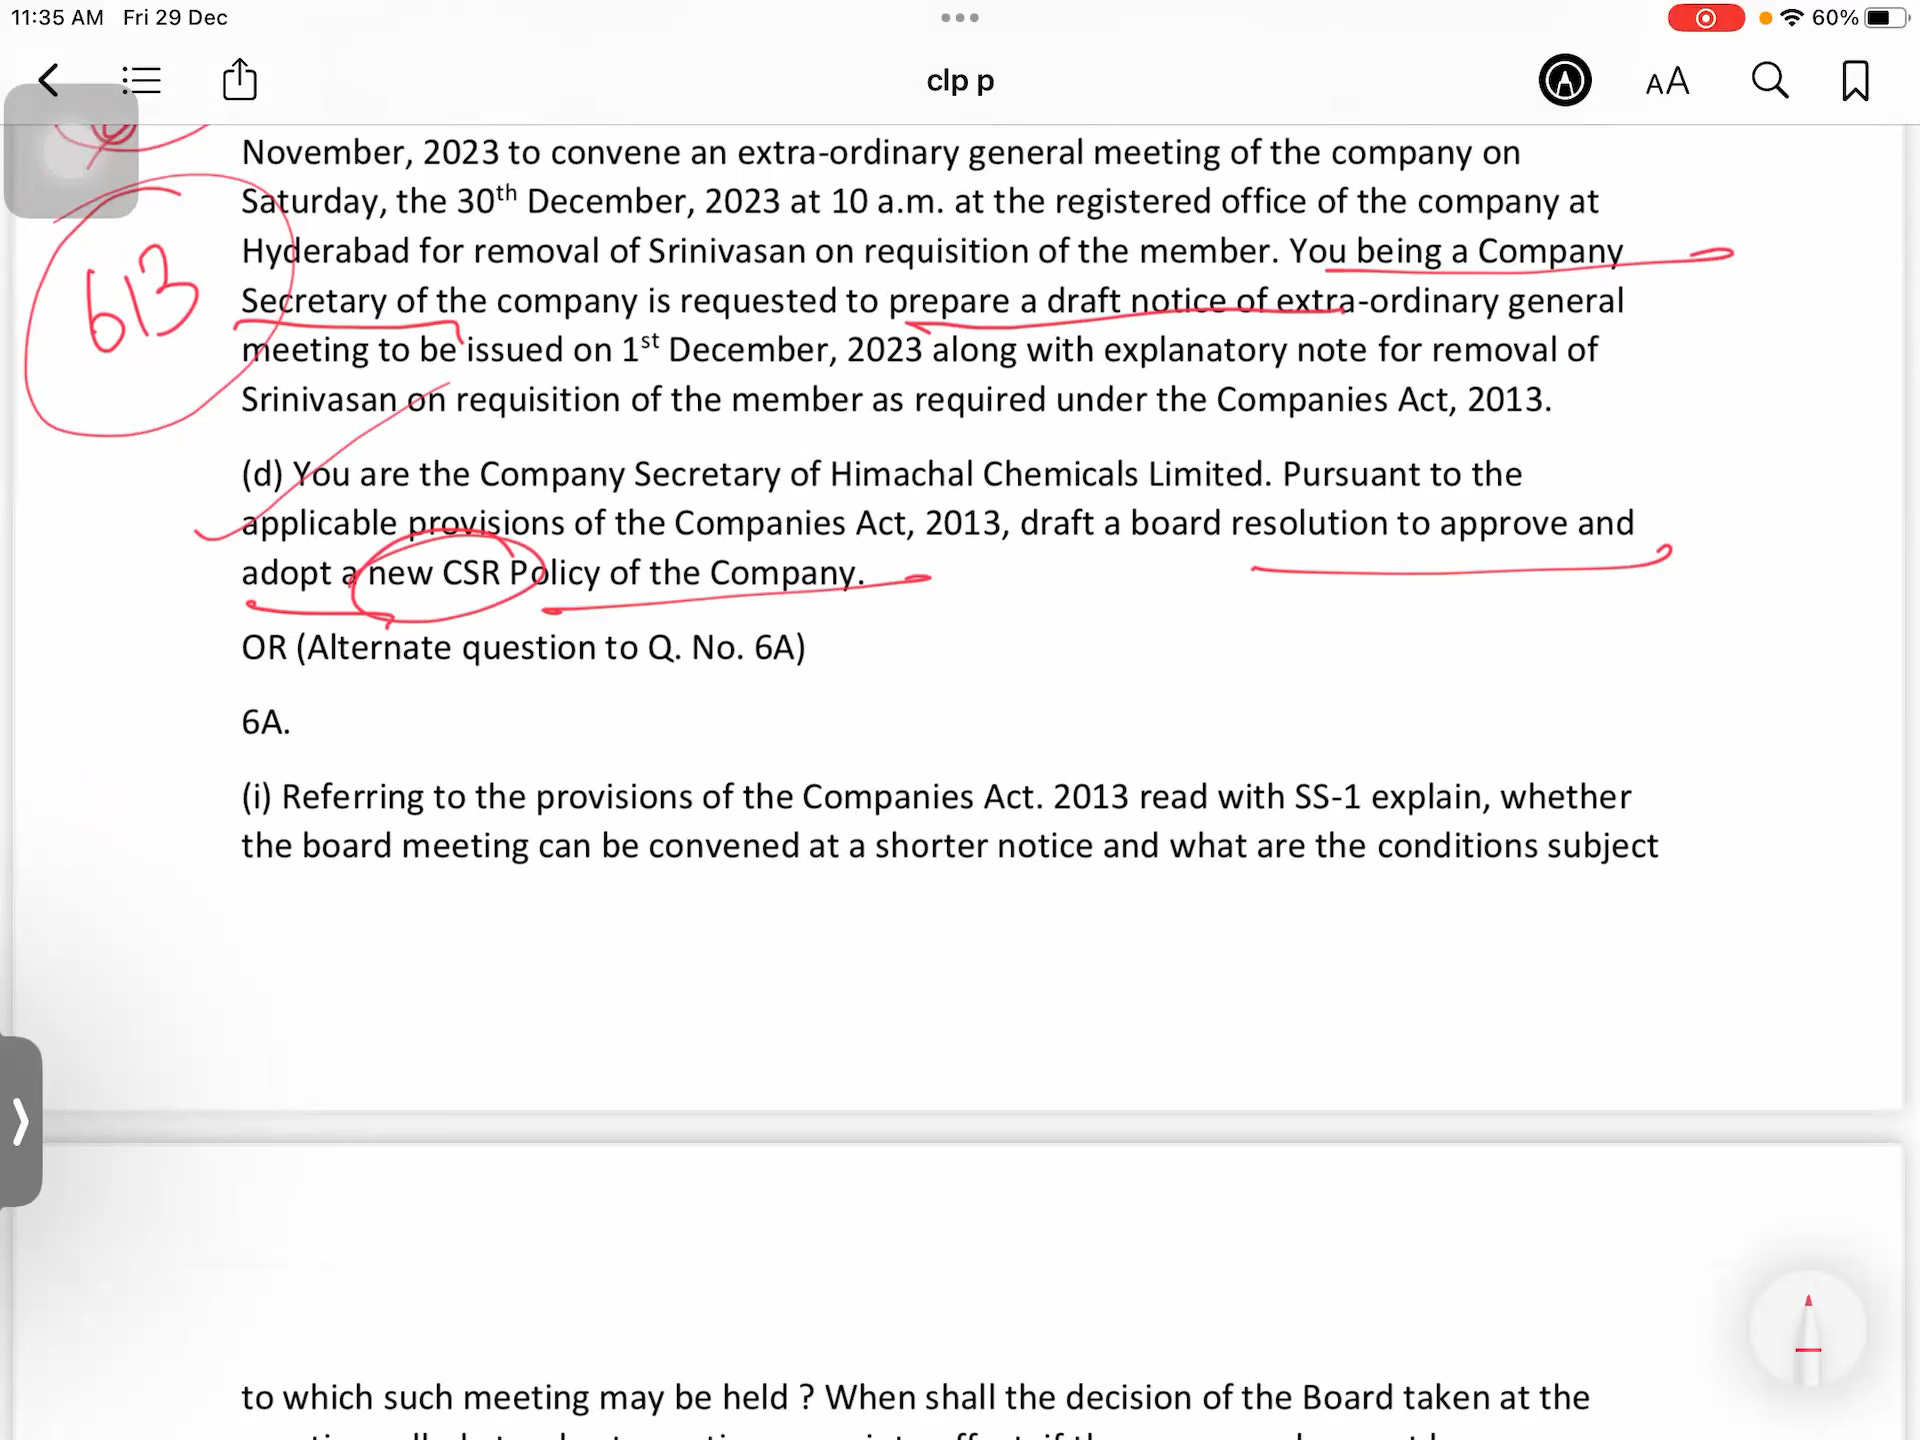 11:35 AM Fri 29 Dec
60%
clp p
AA
November, 2023 to convene an extra-ordinary general meeting of the company on
Saturday, the 30th December, 2023 at 10 a.m. at the registered office of the company at
Hyderabad for removal of Srinivasan on requisition of the member. You being a Company
613
Secretary of the company is requested to prepare a draft notice of extra-ordinary general
meeting to be issued on 1st December, 2023 along with explanatory note for removal of
Srinivasan on requisition of the member as required under the Companies Act, 2013.
(d) You are the Company Secretary of Himachal Chemicals Limited. Pursuant to the
applicable provisions of the Companies Act, 2013, draft a board resolution to approve and
adopt a new CSR Policy of the Company.
OR (Alternate question to Q. No. 6A)
6A.
(i) Referring to the provisions of the Companies Act. 2013 read with SS-1 explain, whether
the board meeting can be convened at a shorter notice and what are the conditions subject
to which such meeting may be held ? When shall the decision of the Board taken at the